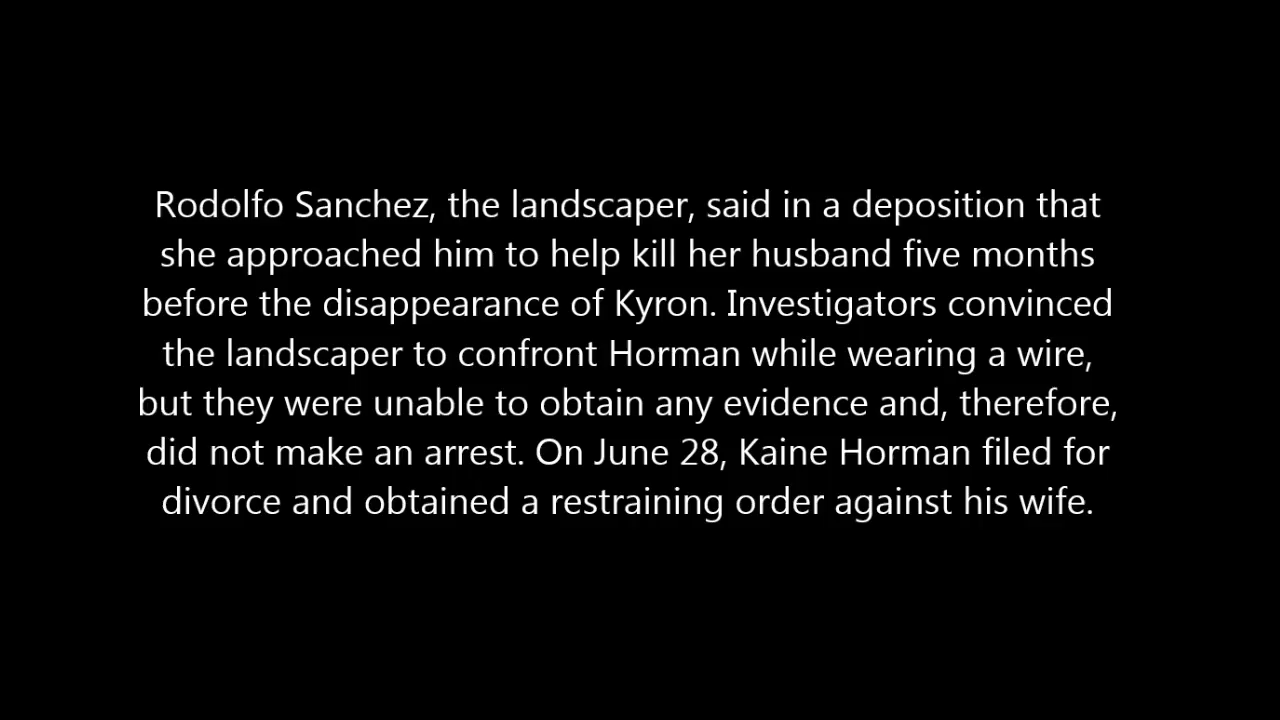 Rodolfo Sanchez, the landscaper, said in a deposition that
she approached him to help kill her husband five months
before the disappearance of Kyron. Investigators convinced
the landscaper to confront Horman while wearing a wire,
but they were unable to obtain any evidence and, therefore,
did not make an arrest. On June 28, Kaine Horman filed for
divorce and obtained a restraining order against his wife.